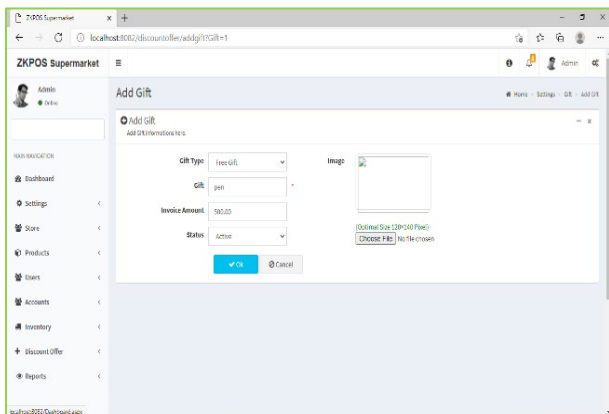 ZKPOS Supermarket
localhost:8082/discountoffer/addgift?Gift=1
ZKPOS Supermarket
Admin
Admin
Online
Add Gift
Home - Settings - Gift - Add Gift
Add Gift
Add Gift Informations here.
MAIN NAVIGATION
Dashboard
Settings
Store
Products
Users
Accounts
Inventory
Discount Offer
Reports
Gift Type
Free Gift
Image
Gift
pen
*
Invoice Amount
500.00
Status
Active
(Optimal Size 120×140 Pixel)
Choose File No file chosen
Ok
Cancel
localhost:8082/Dashboard.aspx